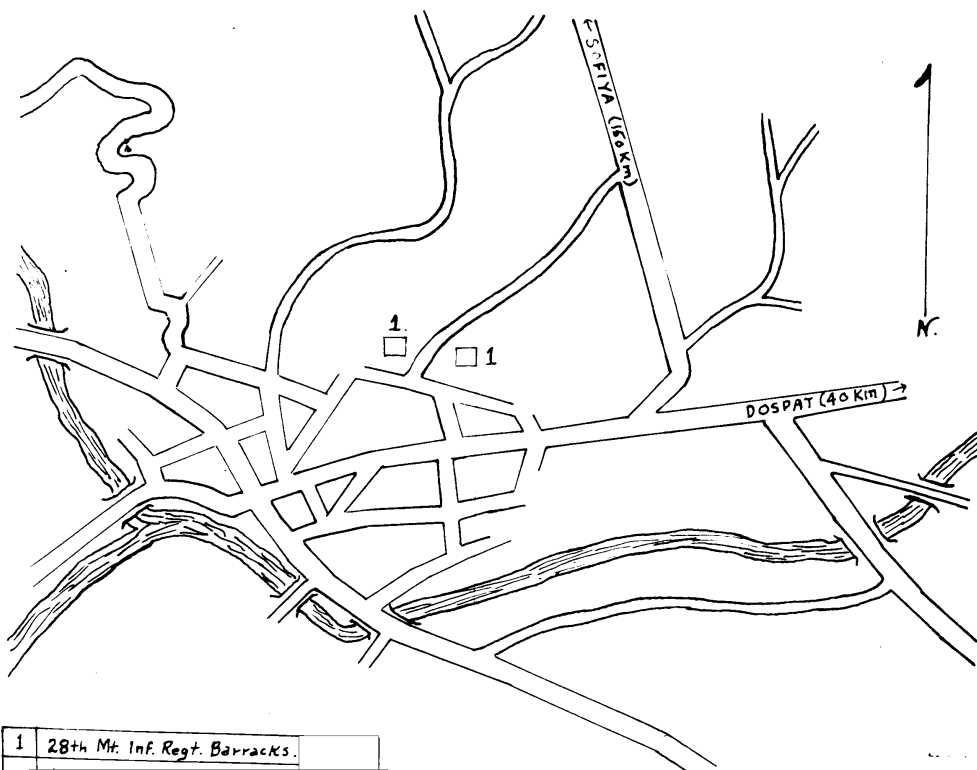 ← SOFIYA (160 Km)
N.
1.
1
DOSPAT (40 Km) →
1 28th Mt. Inf. Regt. Barracks.